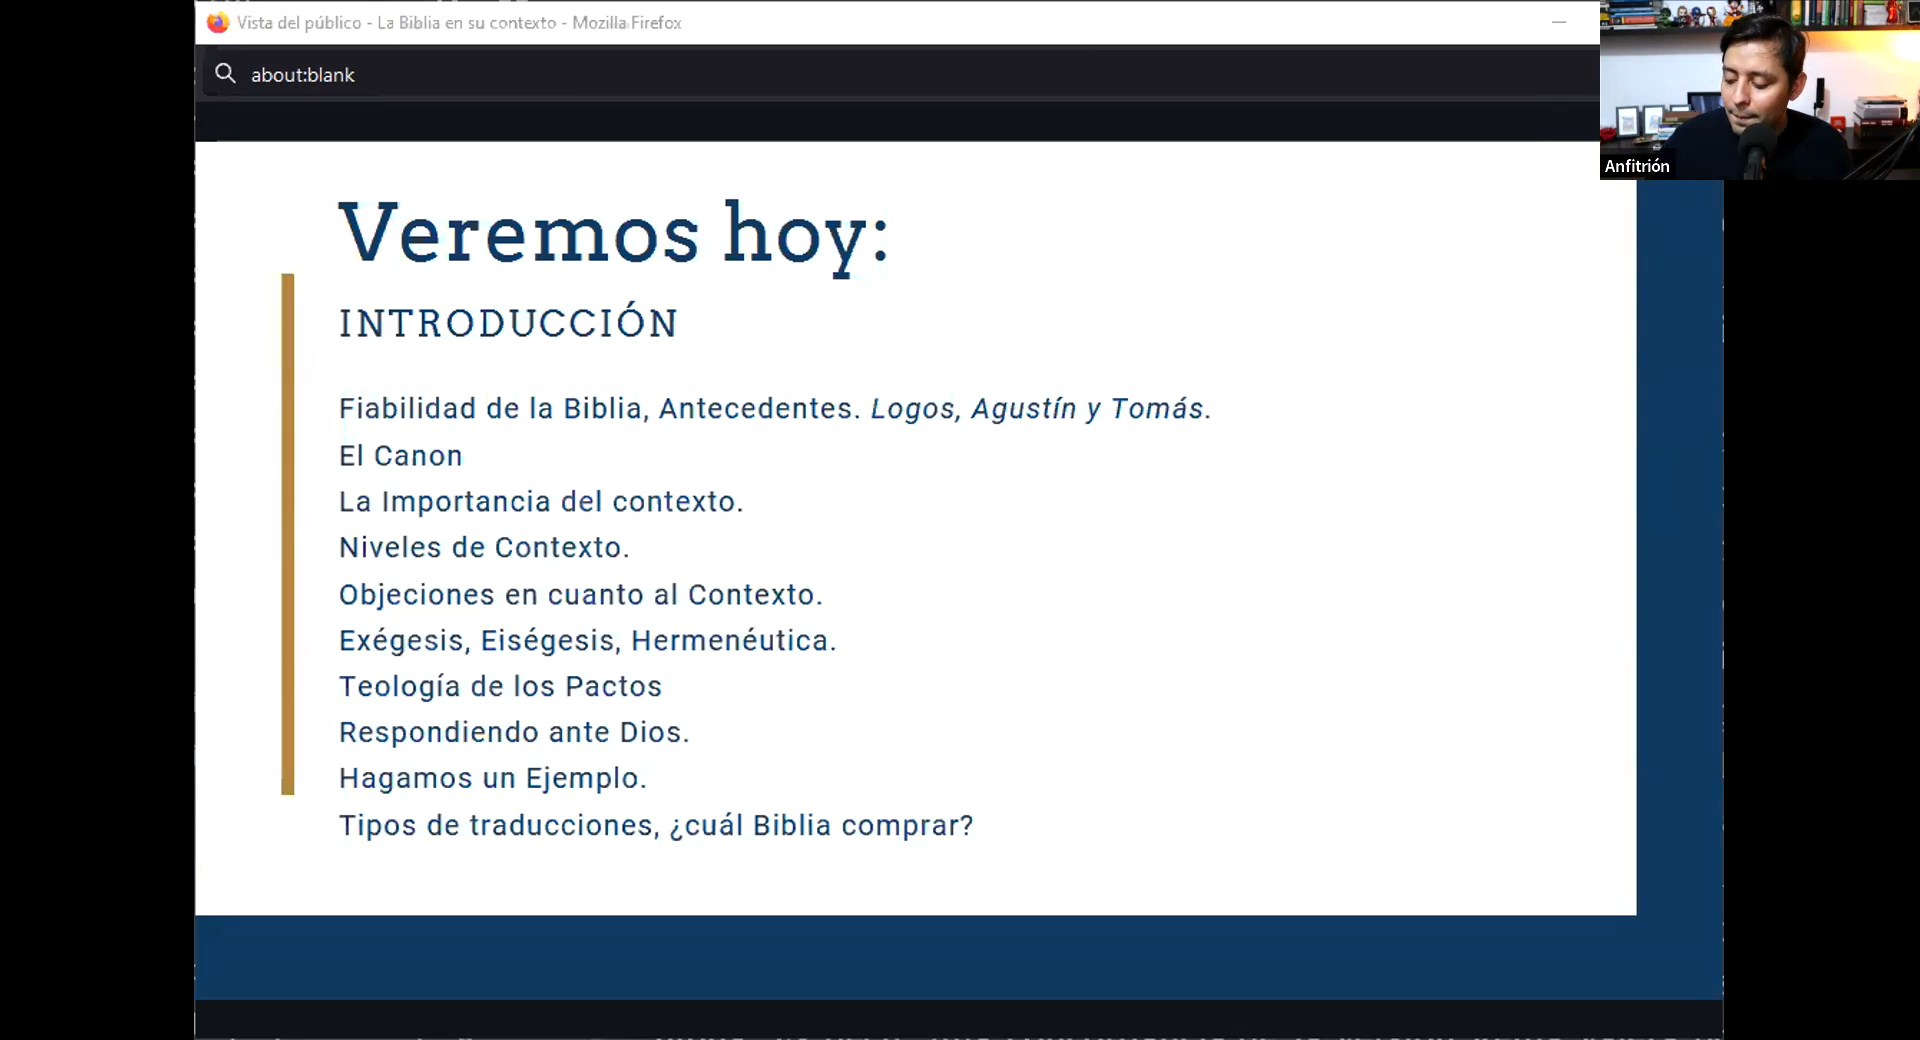 Vista del público - La Biblia en su contexto - Mozilla Firefox
about:blank
Anfitrión
Veremos hoy:
INTRODUCCIÓN
Fiabilidad de la Biblia, Antecedentes. Logos, Agustín y Tomás.
El Canon
La Importancia del contexto.
Niveles de Contexto.
Objeciones en cuanto al Contexto.
Exégesis, Eiségesis, Hermenéutica.
Teología de los Pactos
Respondiendo ante Dios.
Hagamos un Ejemplo.
Tipos de traducciones, ¿cuál Biblia comprar?